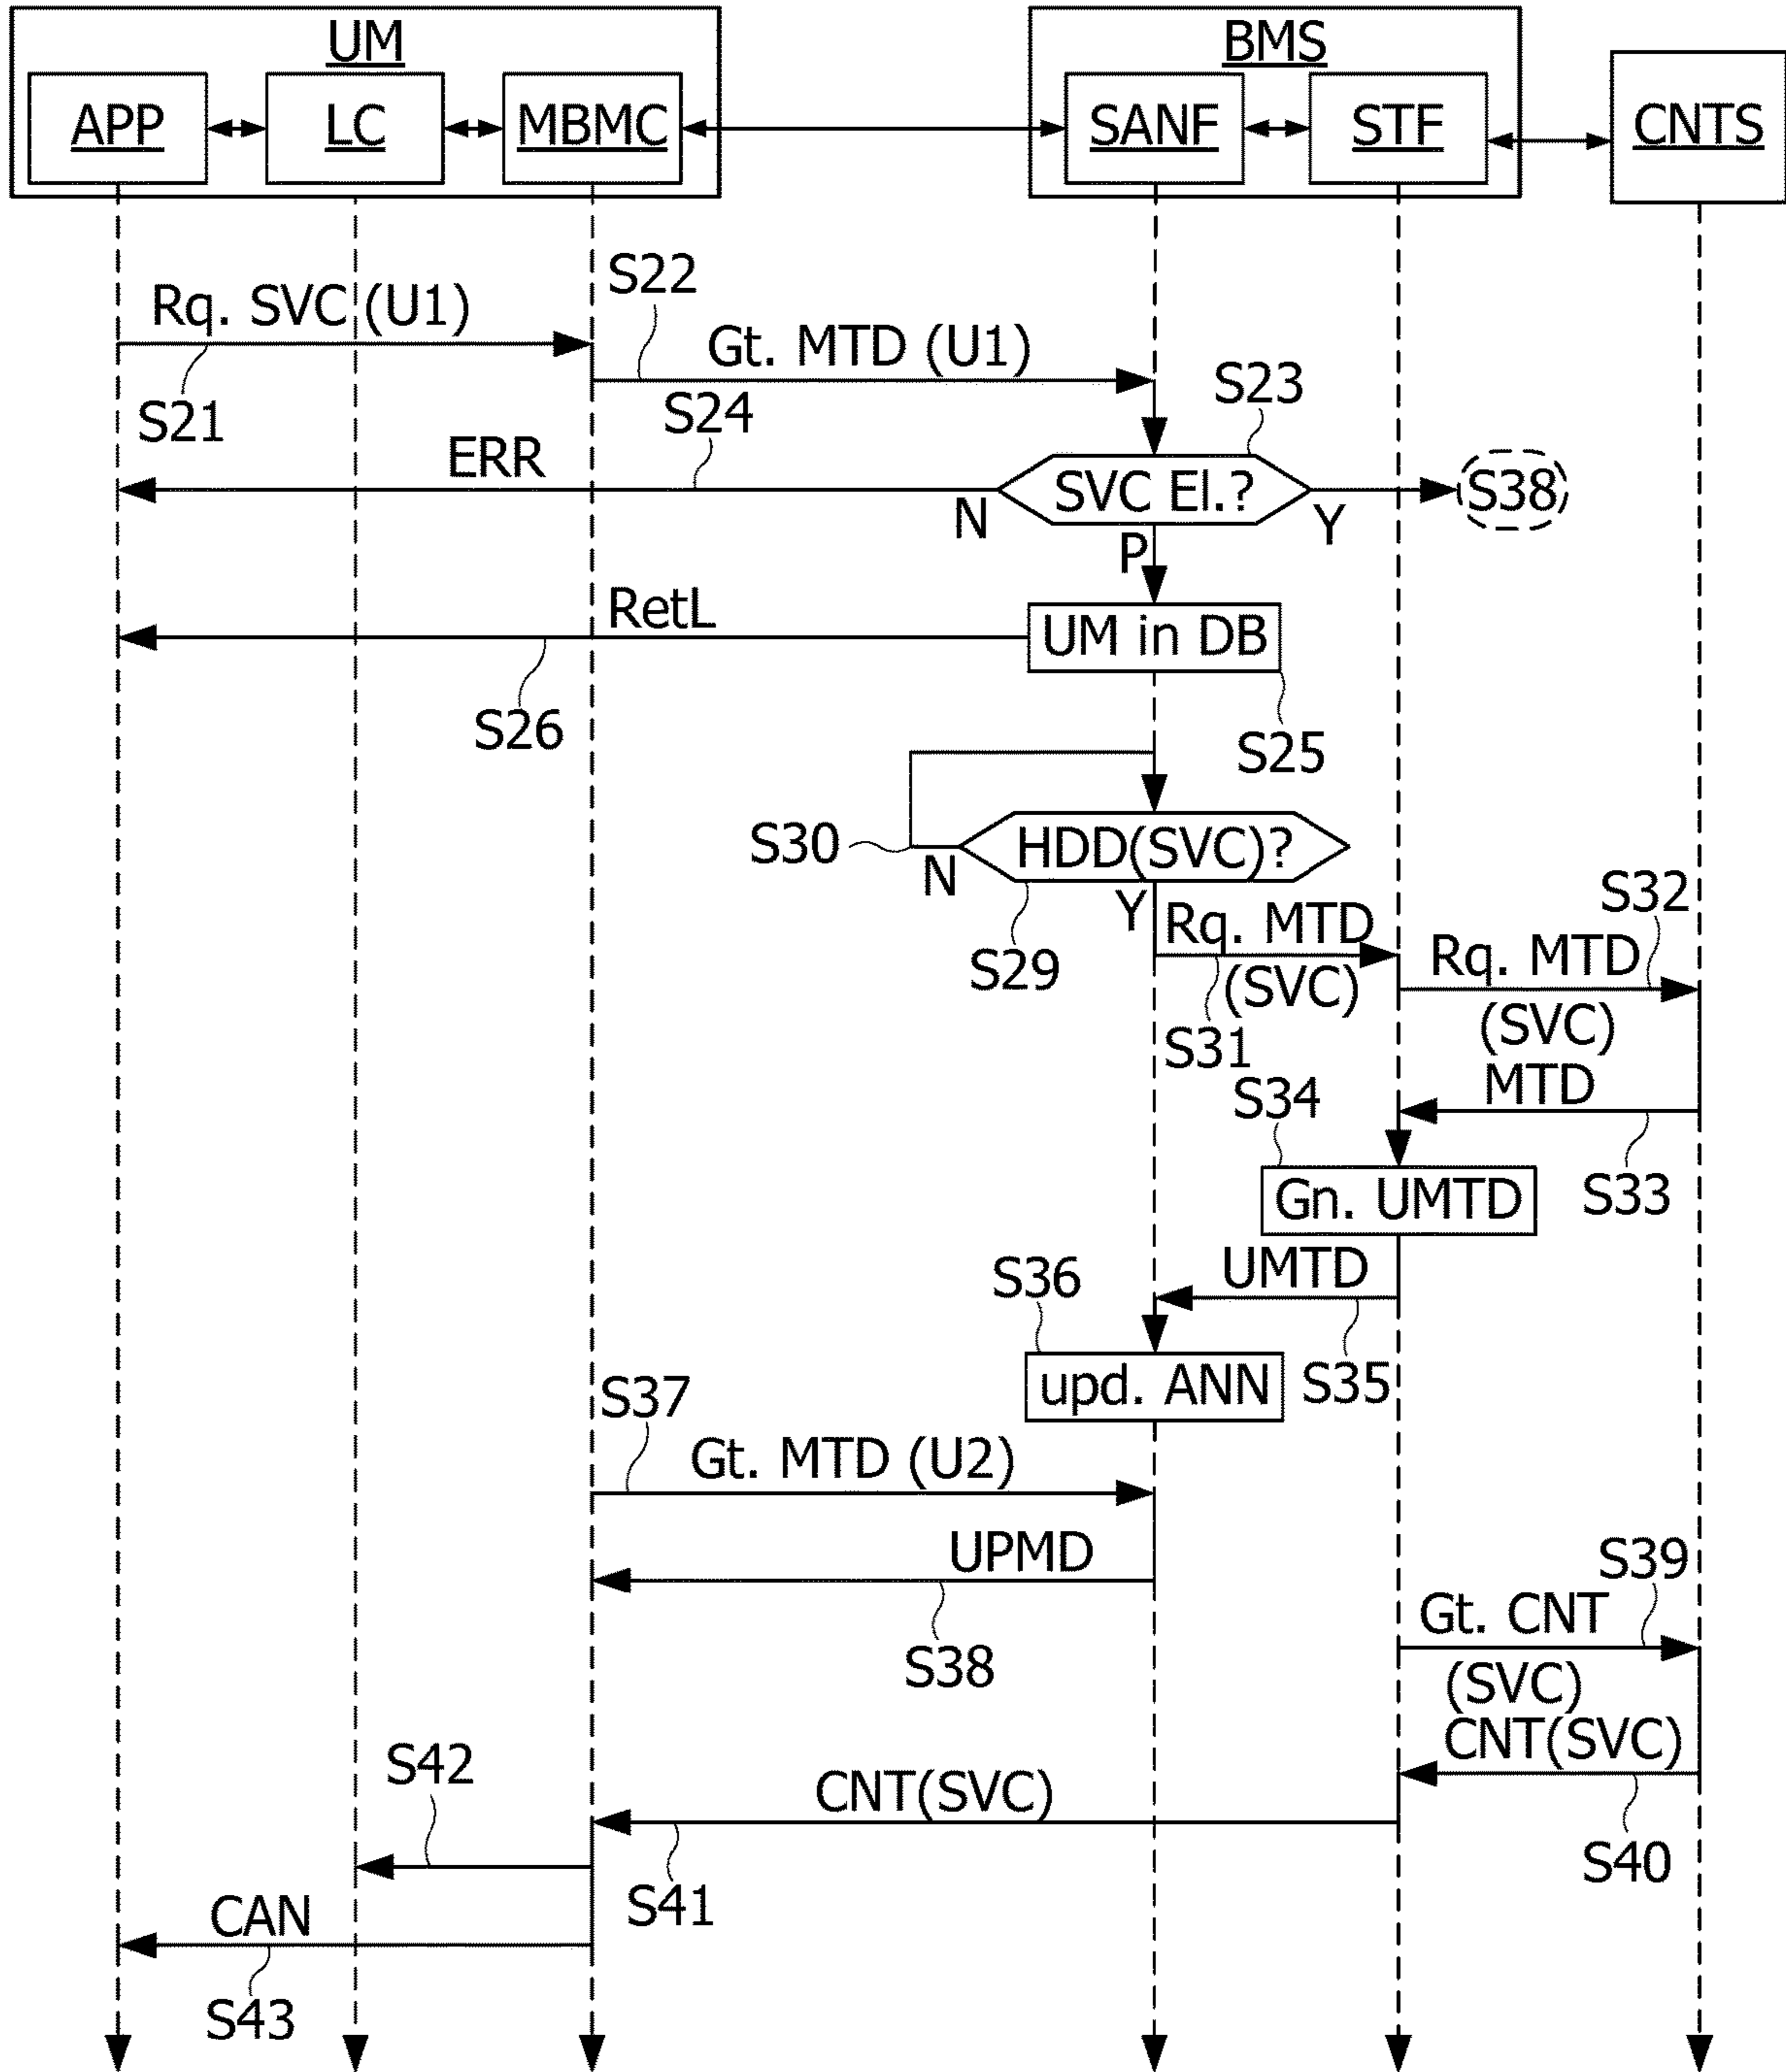 UM
BMS
APP
LC
MBMC
SANF
STF
CNTS
S22
Rq. SVC (U1)
Gt. MTD (U1)
S21
S24
S23
ERR
SVC El.?
S38
N
Y
P
RetL
UM in DB
S26
S25
S30
HDD(SVC)?
N
Y
S32
Rq. MTD
(SVC)
S29
Rq. MTD
(SVC)
S31
MTD
S34
Gn. UMTD
S33
S36
UMTD
upd. ANN
S35
S37
Gt. MTD (U2)
UPMD
S39
Gt. CNT
(SVC)
S38
CNT(SVC)
S42
CNT(SVC)
S40
S41
CAN
S43